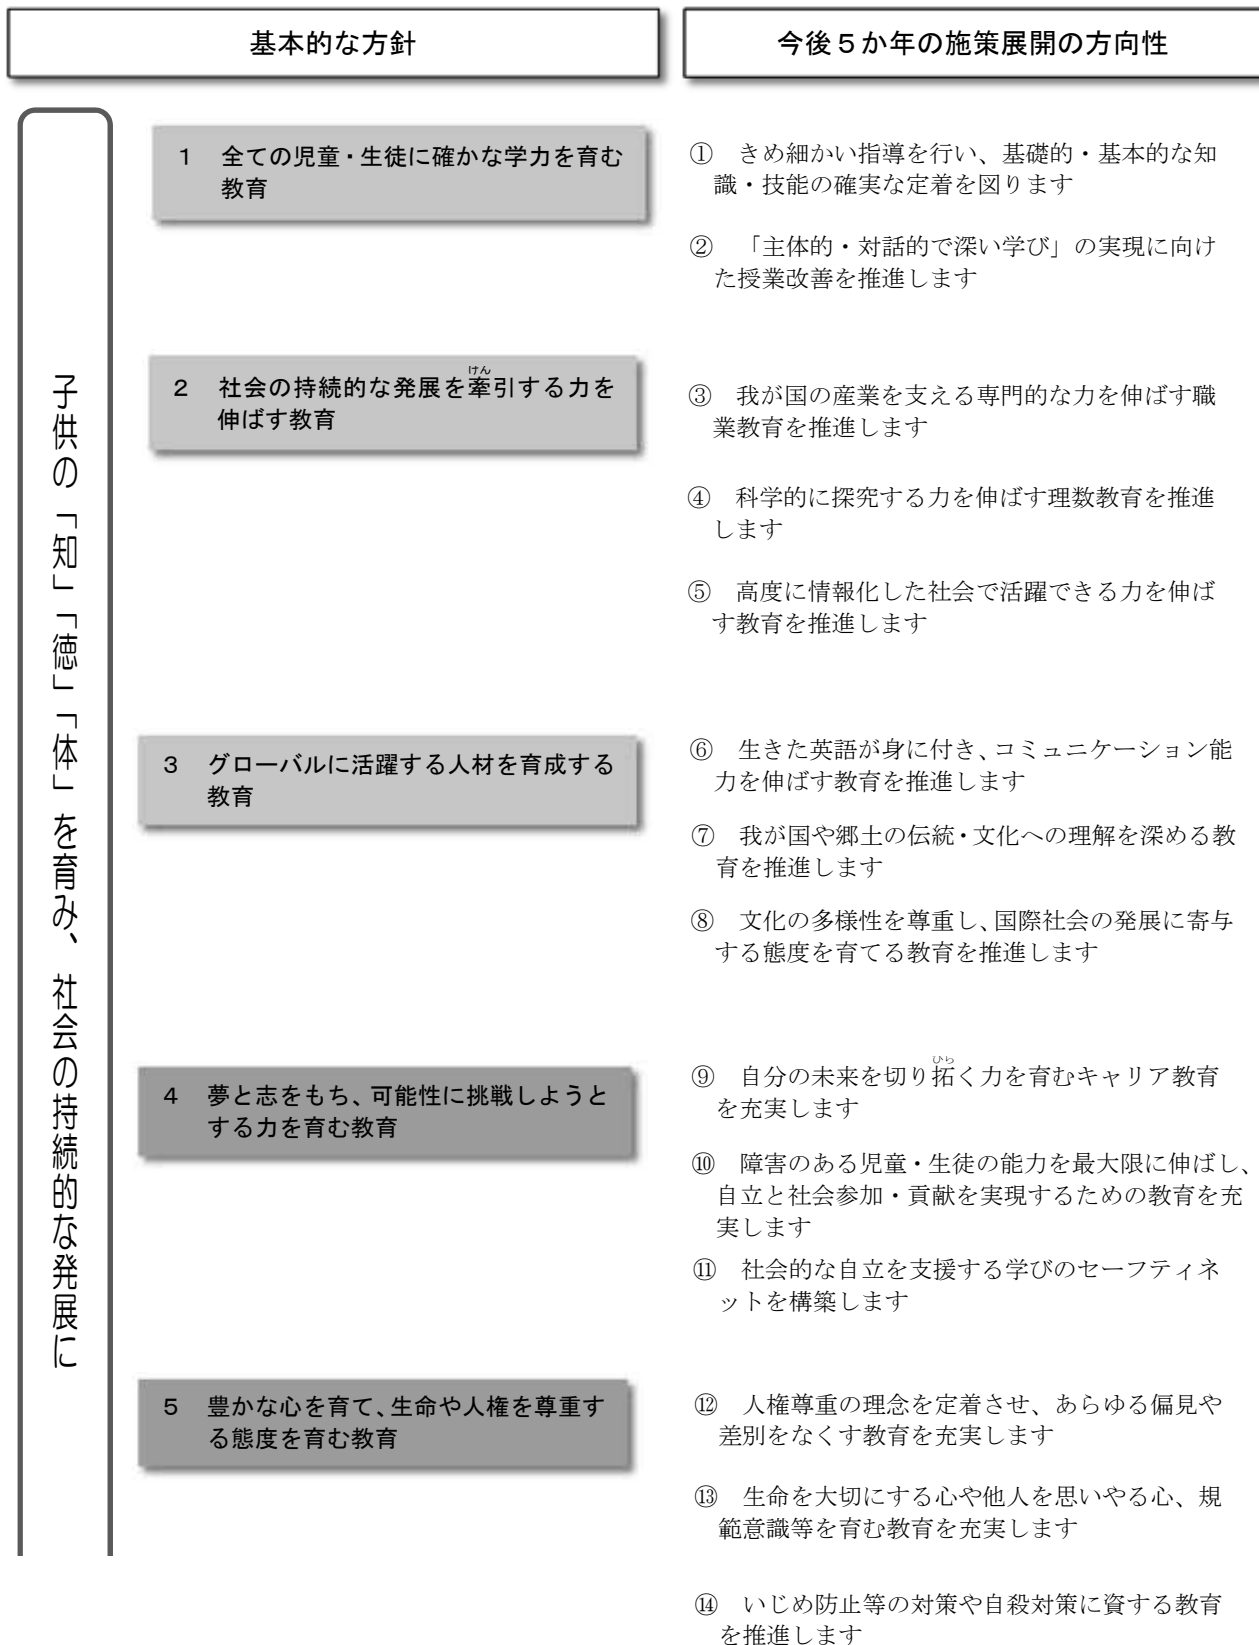 基本的な方針
今後５か年の施策展開の方向性
子供の「知」「徳」「体」を育み、社会の持続的な発展に
１　全ての児童・生徒に確かな学力を育む
教育
①　きめ細かい指導を行い、基礎的・基本的な知
識・技能の確実な定着を図ります
②　「主体的・対話的で深い学び」の実現に向け
た授業改善を推進します
けん
２　社会の持続的な発展を牽引する力を
伸ばす教育
③　我が国の産業を支える専門的な力を伸ばす職
業教育を推進します
④　科学的に探究する力を伸ばす理数教育を推進
します
⑤　高度に情報化した社会で活躍できる力を伸ば
す教育を推進します
３　グローバルに活躍する人材を育成する
教育
⑥　生きた英語が身に付き、コミュニケーション能
力を伸ばす教育を推進します
⑦　我が国や郷土の伝統・文化への理解を深める教
育を推進します
⑧　文化の多様性を尊重し、国際社会の発展に寄与
する態度を育てる教育を推進します
４　夢と志をもち、可能性に挑戦しようと
する力を育む教育
ひら
⑨　自分の未来を切り拓く力を育むキャリア教育
を充実します
⑩　障害のある児童・生徒の能力を最大限に伸ばし、
自立と社会参加・貢献を実現するための教育を充
実します
⑪　社会的な自立を支援する学びのセーフティネ
ットを構築します
５　豊かな心を育て、生命や人権を尊重す
る態度を育む教育
⑫　人権尊重の理念を定着させ、あらゆる偏見や
差別をなくす教育を充実します
⑬　生命を大切にする心や他人を思いやる心、規
範意識等を育む教育を充実します
⑭　いじめ防止等の対策や自殺対策に資する教育
を推進します